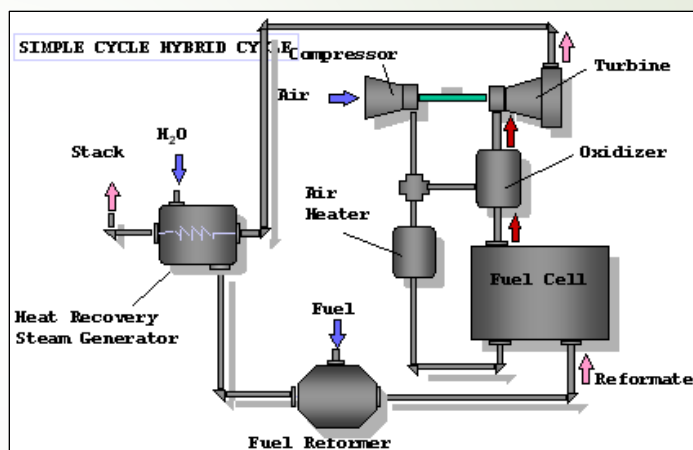 SIMPLE CYCLE HYBRID CYCLE
Compressor
Turbine
Air
H₂O
Stack
Oxidizer
Air
Heater
Fuel Cell
Heat Recovery
Steam Generator
Fuel
Reformate
Fuel Reformer